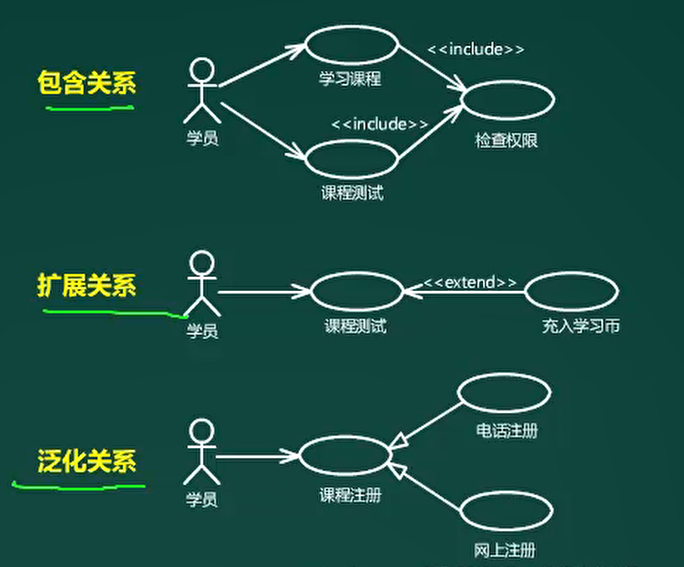 包含关系
学员
学习课程
<<include>>
检查权限
<<include>>
课程测试
扩展关系
学员
课程测试
<<extend>>
充入学习币
泛化关系
学员
课程注册
电话注册
网上注册